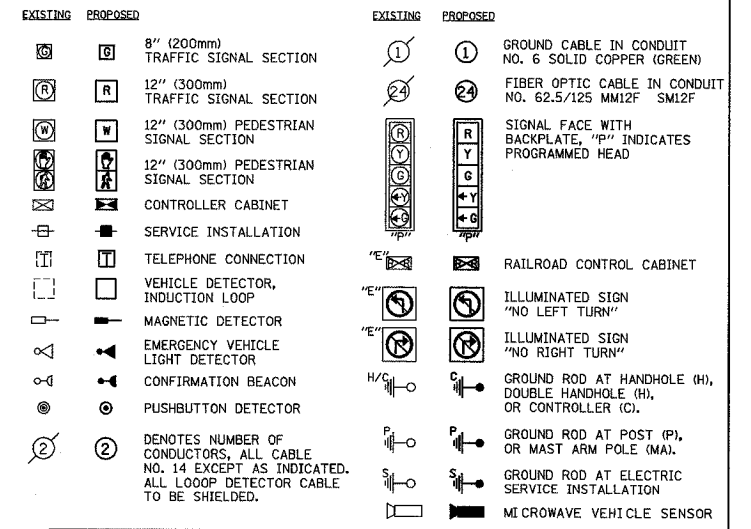 EXISTING PROPOSED
G G 8" (200mm)
TRAFFIC SIGNAL SECTION
R R 12" (300mm)
TRAFFIC SIGNAL SECTION
W W 12" (300mm) PEDESTRIAN
SIGNAL SECTION
12" (300mm) PEDESTRIAN
SIGNAL SECTION
CONTROLLER CABINET
SERVICE INSTALLATION
T T TELEPHONE CONNECTION
VEHICLE DETECTOR,
INDUCTION LOOP
MAGNETIC DETECTOR
EMERGENCY VEHICLE
LIGHT DETECTOR
CONFIRMATION BEACON
PUSHBUTTON DETECTOR
2 2 DENOTES NUMBER OF
CONDUCTORS, ALL CABLE
NO. 14 EXCEPT AS INDICATED.
ALL LOOOP DETECTOR CABLE
TO BE SHIELDED.
EXISTING PROPOSED
1 1 GROUND CABLE IN CONDUIT
NO. 6 SOLID COPPER (GREEN)
24 24 FIBER OPTIC CABLE IN CONDUIT
NO. 62.5/125 MM12F SM12F
SIGNAL FACE WITH
BACKPLATE, "P" INDICATES
PROGRAMMED HEAD
R R
Y Y
G G
←Y ←Y
←G ←G
"P" "P"
"E" RAILROAD CONTROL CABINET
"E" ILLUMINATED SIGN
"NO LEFT TURN"
"E" ILLUMINATED SIGN
"NO RIGHT TURN"
H/C C GROUND ROD AT HANDHOLE (H),
DOUBLE HANDHOLE (H),
OR CONTROLLER (C).
P P GROUND ROD AT POST (P),
OR MAST ARM POLE (MA).
S S GROUND ROD AT ELECTRIC
SERVICE INSTALLATION
MICROWAVE VEHICLE SENSOR